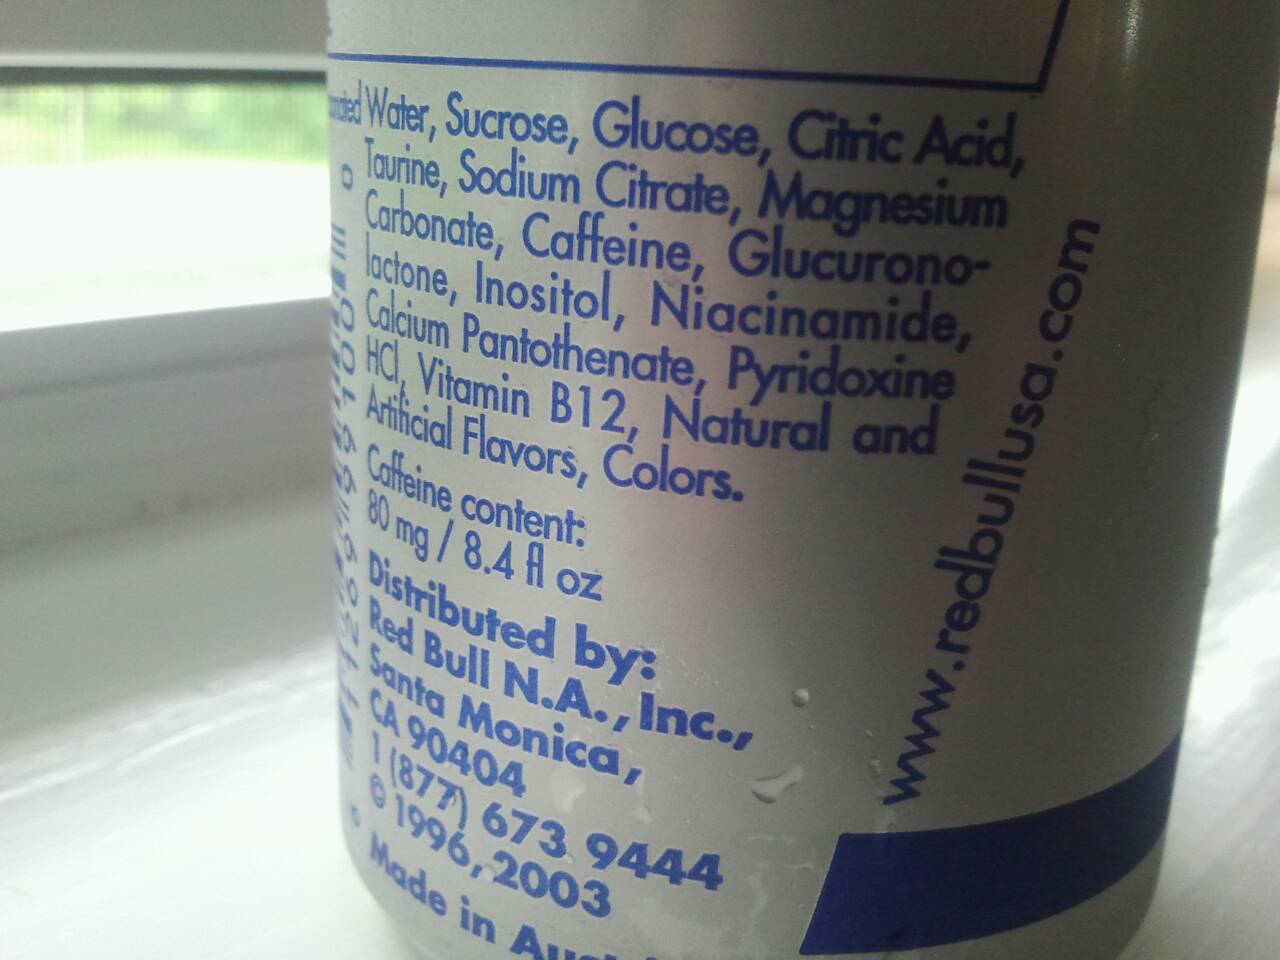 Water, Sucrose, Glucose, Citric Acid,
Taurine, Sodium Citrate, Magnesium
Carbonate, Caffeine, Glucurono-
lactone, Inositol, Niacinamide,
Calcium Pantothenate, Pyridoxine
HCl, Vitamin B12, Natural and
Artificial Flavors, Colors.
Caffeine content:
80 mg / 8.4 fl oz
Distributed by:
Red Bull N.A., Inc.,
Santa Monica,
CA 90404
1 (877) 673 9444
© 1996, 2003
Made in
www.redbullusa.com